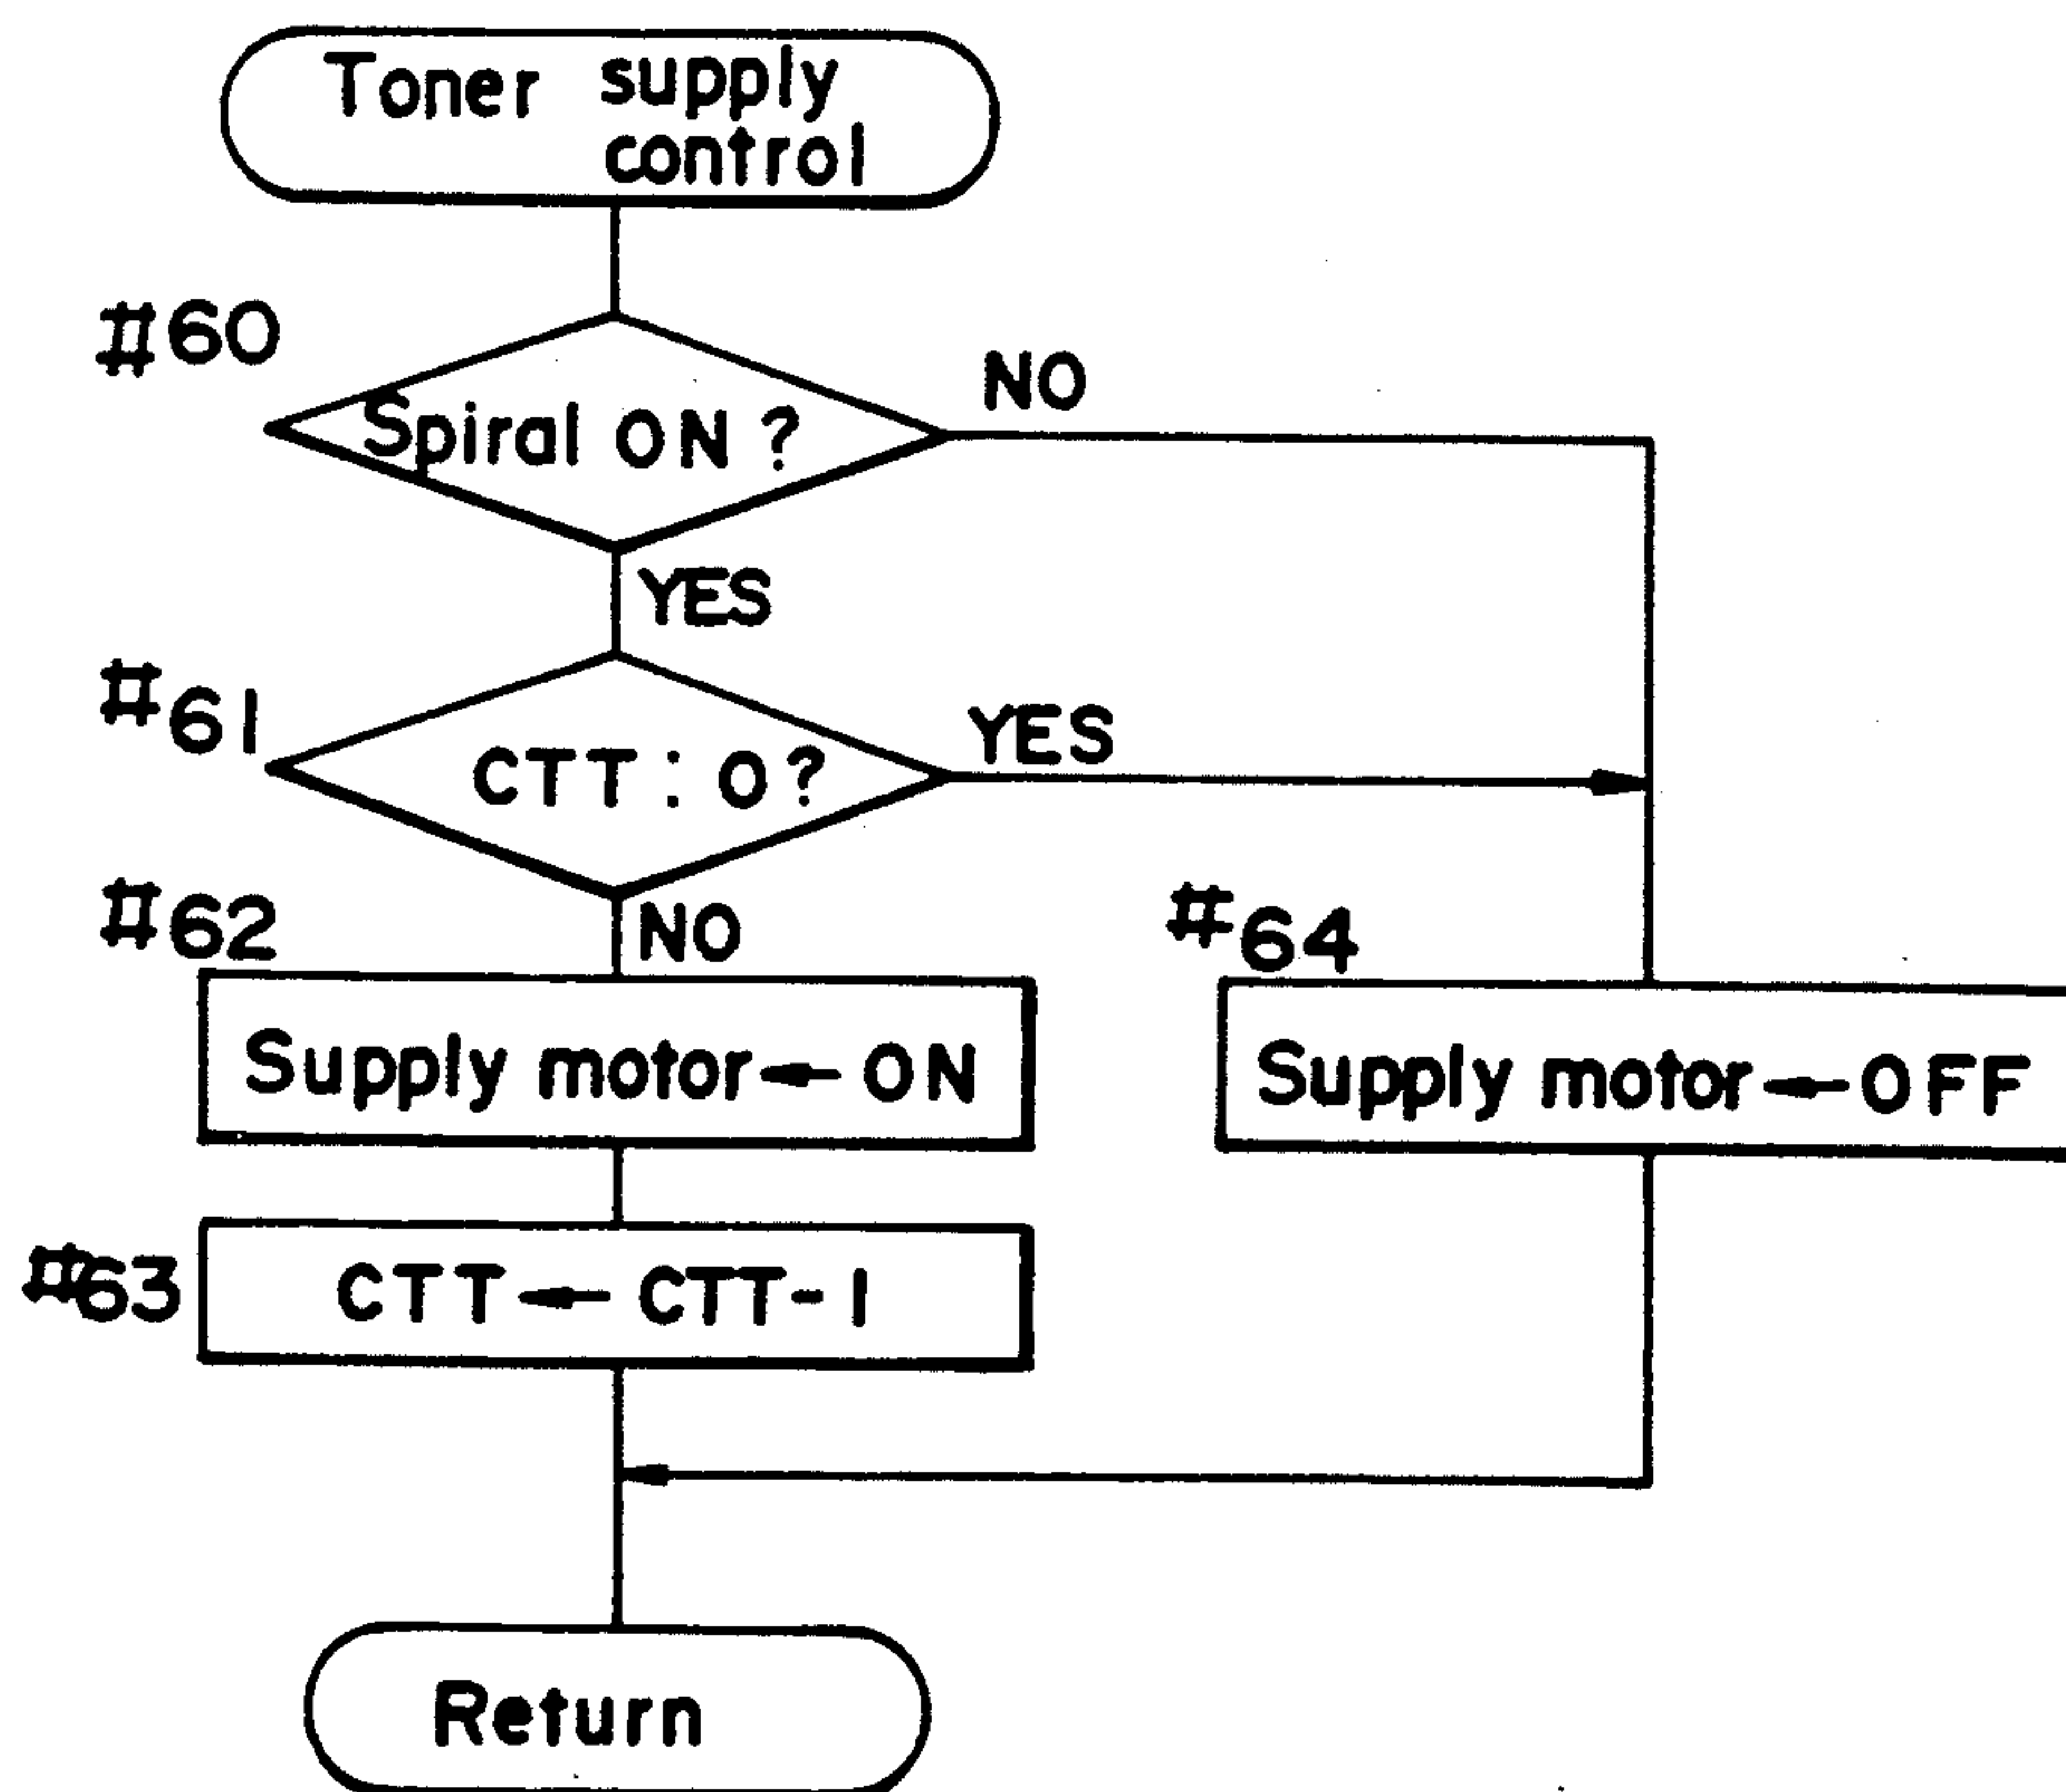 Toner supply
control
#60
Spiral ON ?
NO
YES
#61
CTT : 0 ?
YES
NO
#62
Supply motor ← ON
#64
Supply motor ← OFF
#63
CTT ← CTT-1
Return